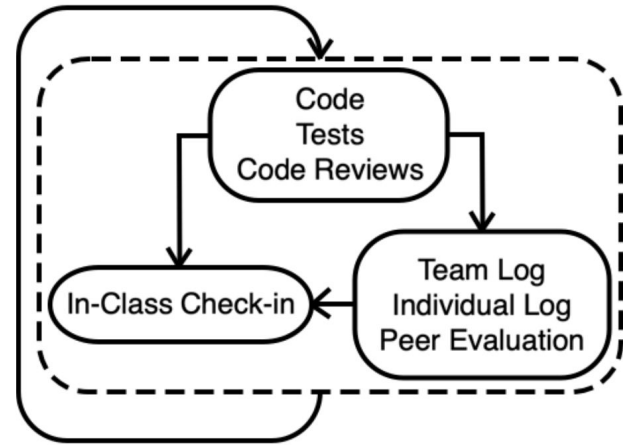 Code
Tests
Code Reviews
In-Class Check-in
Team Log
Individual Log
Peer Evaluation